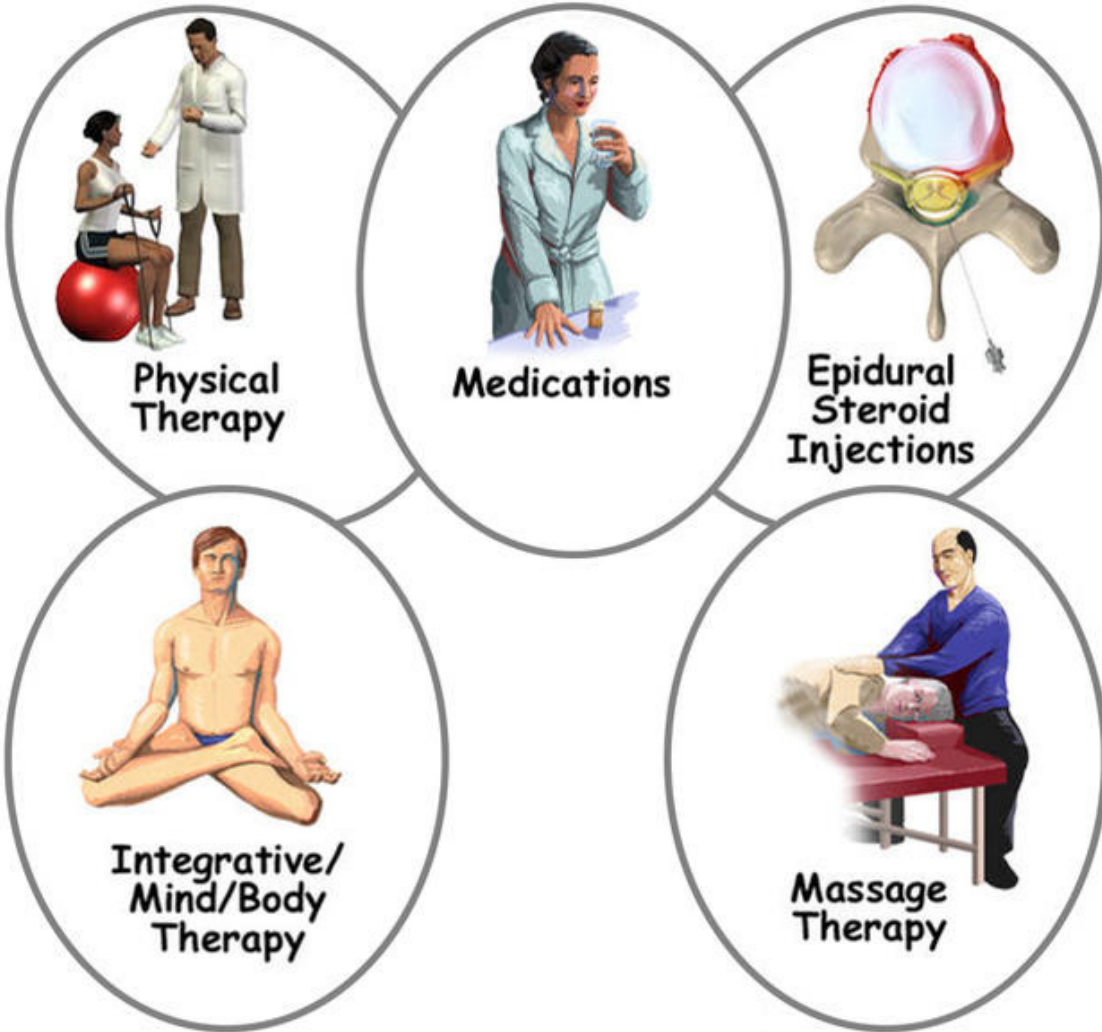 Physical
Therapy
Medications
Epidural
Steroid
Injections
Integrative/
Mind/Body
Therapy
Massage
Therapy